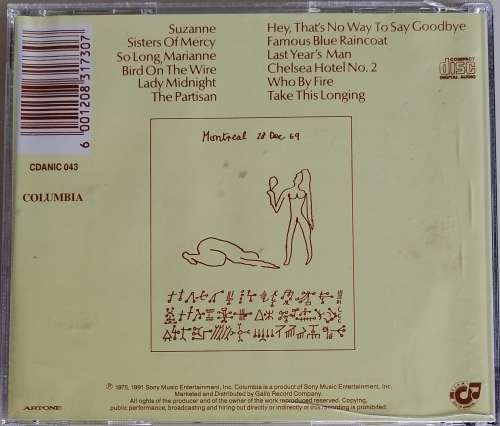 Suzanne
Sisters Of Mercy
So Long, Marianne
Bird On The Wire
Lady Midnight
The Partisan
Hey, That's No Way To Say Goodbye
Famous Blue Raincoat
Last Year's Man
Chelsea Hotel No. 2
Who By Fire
Take This Longing
COMPACT
disc
DIGITAL AUDIO
6 001208 317307
CDANIC 043
COLUMBIA
Montreal 28 Dec 69
℗ 1975, 1991 Sony Music Entertainment, Inc. Columbia is a product of Sony Music Entertainment, Inc.
Marketed and Distributed by Gallo Record Company.
All rights of the producer and of the owner of the work reproduced reserved. Copying,
public performance, broadcasting and hiring out directly or indirectly of this recording is prohibited.
ARTONE